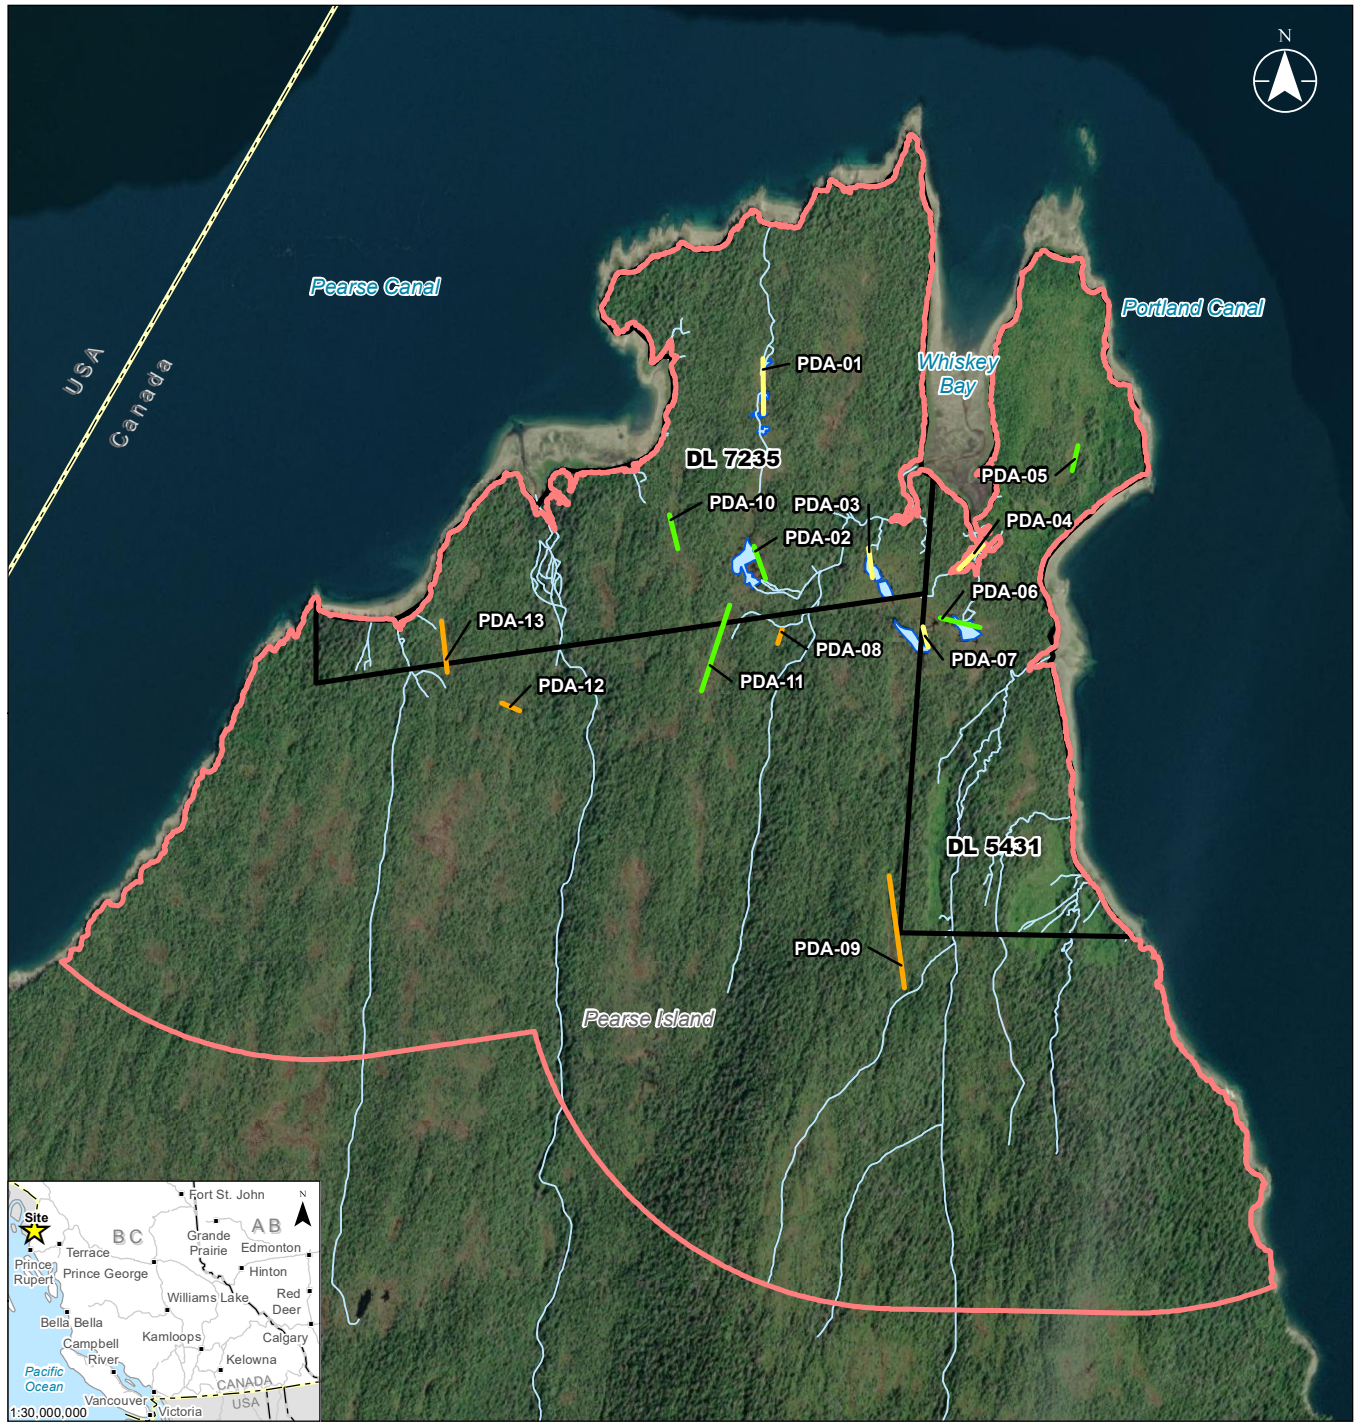 N
Pearse Canal
Portland Canal
USA
Canada
Whiskey
Bay
PDA-01
DL 7235
PDA-05
PDA-10
PDA-03
PDA-04
PDA-02
PDA-06
PDA-13
PDA-08
PDA-07
PDA-11
PDA-12
DL 5431
PDA-09
Pearse Island
Fort St. John
N
Site
BC
AB
Grande
Prairie
Edmonton
Terrace
Prince
Rupert
Prince George
Hinton
Williams Lake
Red
Deer
Bella Bella
Campbell
River
Kamloops
Calgary
Kelowna
Pacific
Ocean
CANADA
USA
Vancouver
Victoria
1:30,000,000